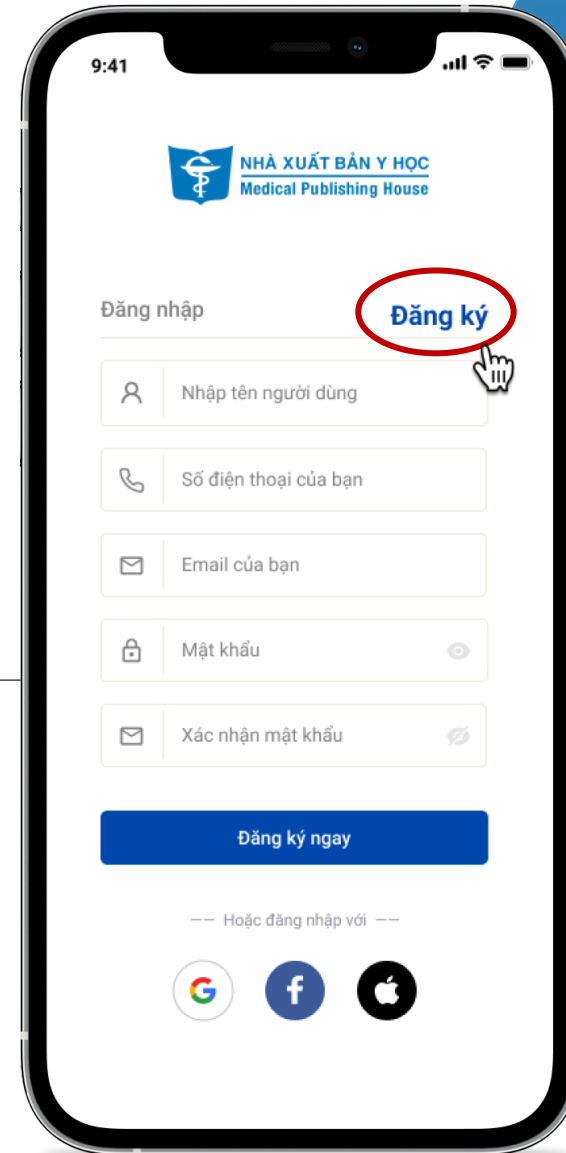 9:41
NHÀ XUẤT BẢN Y HỌC
Medical Publishing House
Đăng nhập
Đăng ký
Nhập tên người dùng
Số điện thoại của bạn
Email của bạn
Mật khẩu
Xác nhận mật khẩu
Đăng ký ngay
—— Hoặc đăng nhập với ——
G
f